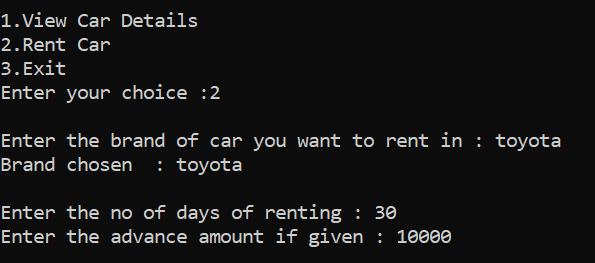 1.View Car Details
2.Rent Car
3.Exit
Enter your choice :2
Enter the brand of car you want to rent in : toyota
Brand chosen  : toyota
Enter the no of days of renting : 30
Enter the advance amount if given : 10000